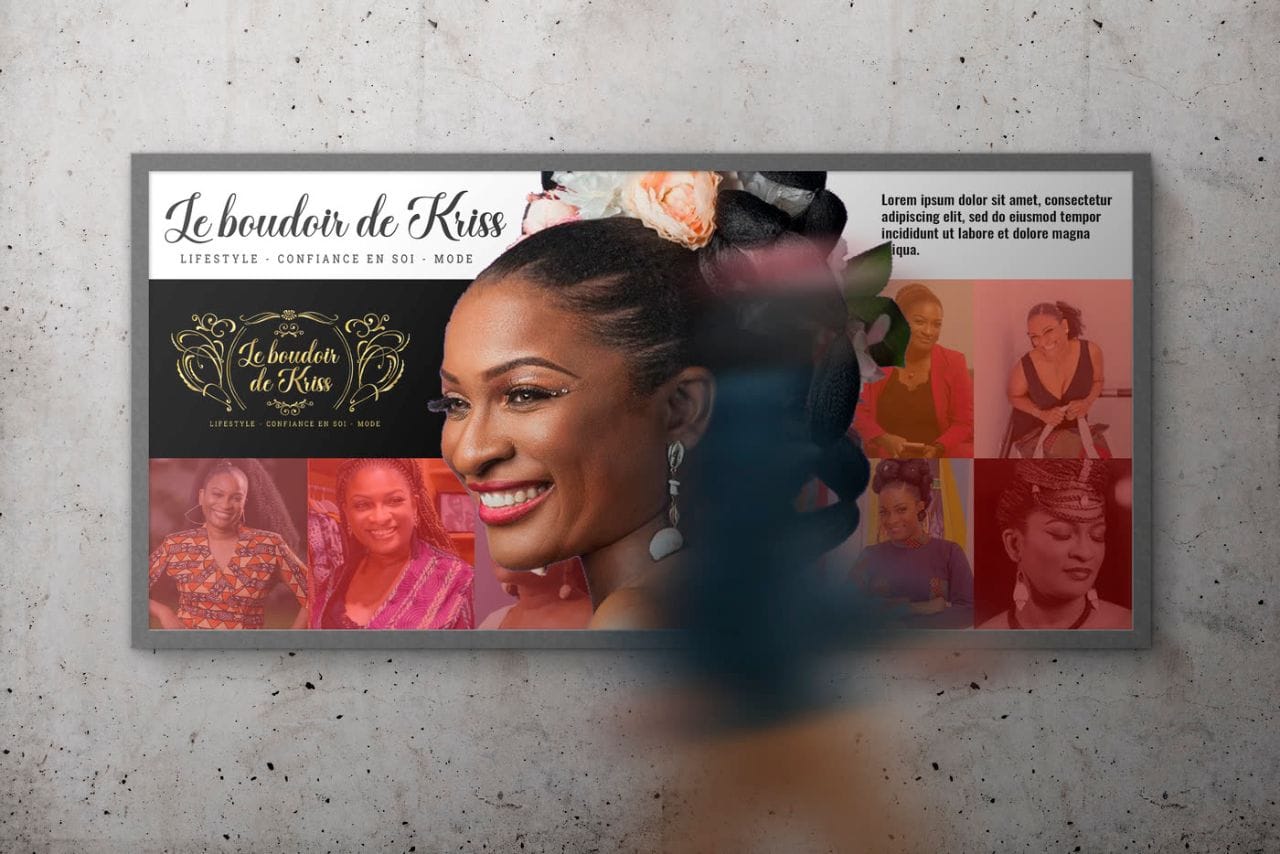 Le boudoir de Kriss
LIFESTYLE - CONFIANCE EN SOI - MODE
Lorem ipsum dolor sit amet, consectetur
adipiscing elit, sed do eiusmod tempor
incididunt ut labore et dolore magna
iqua.
Le boudoir
de Kriss
LIFESTYLE - CONFIANCE EN SOI - MODE